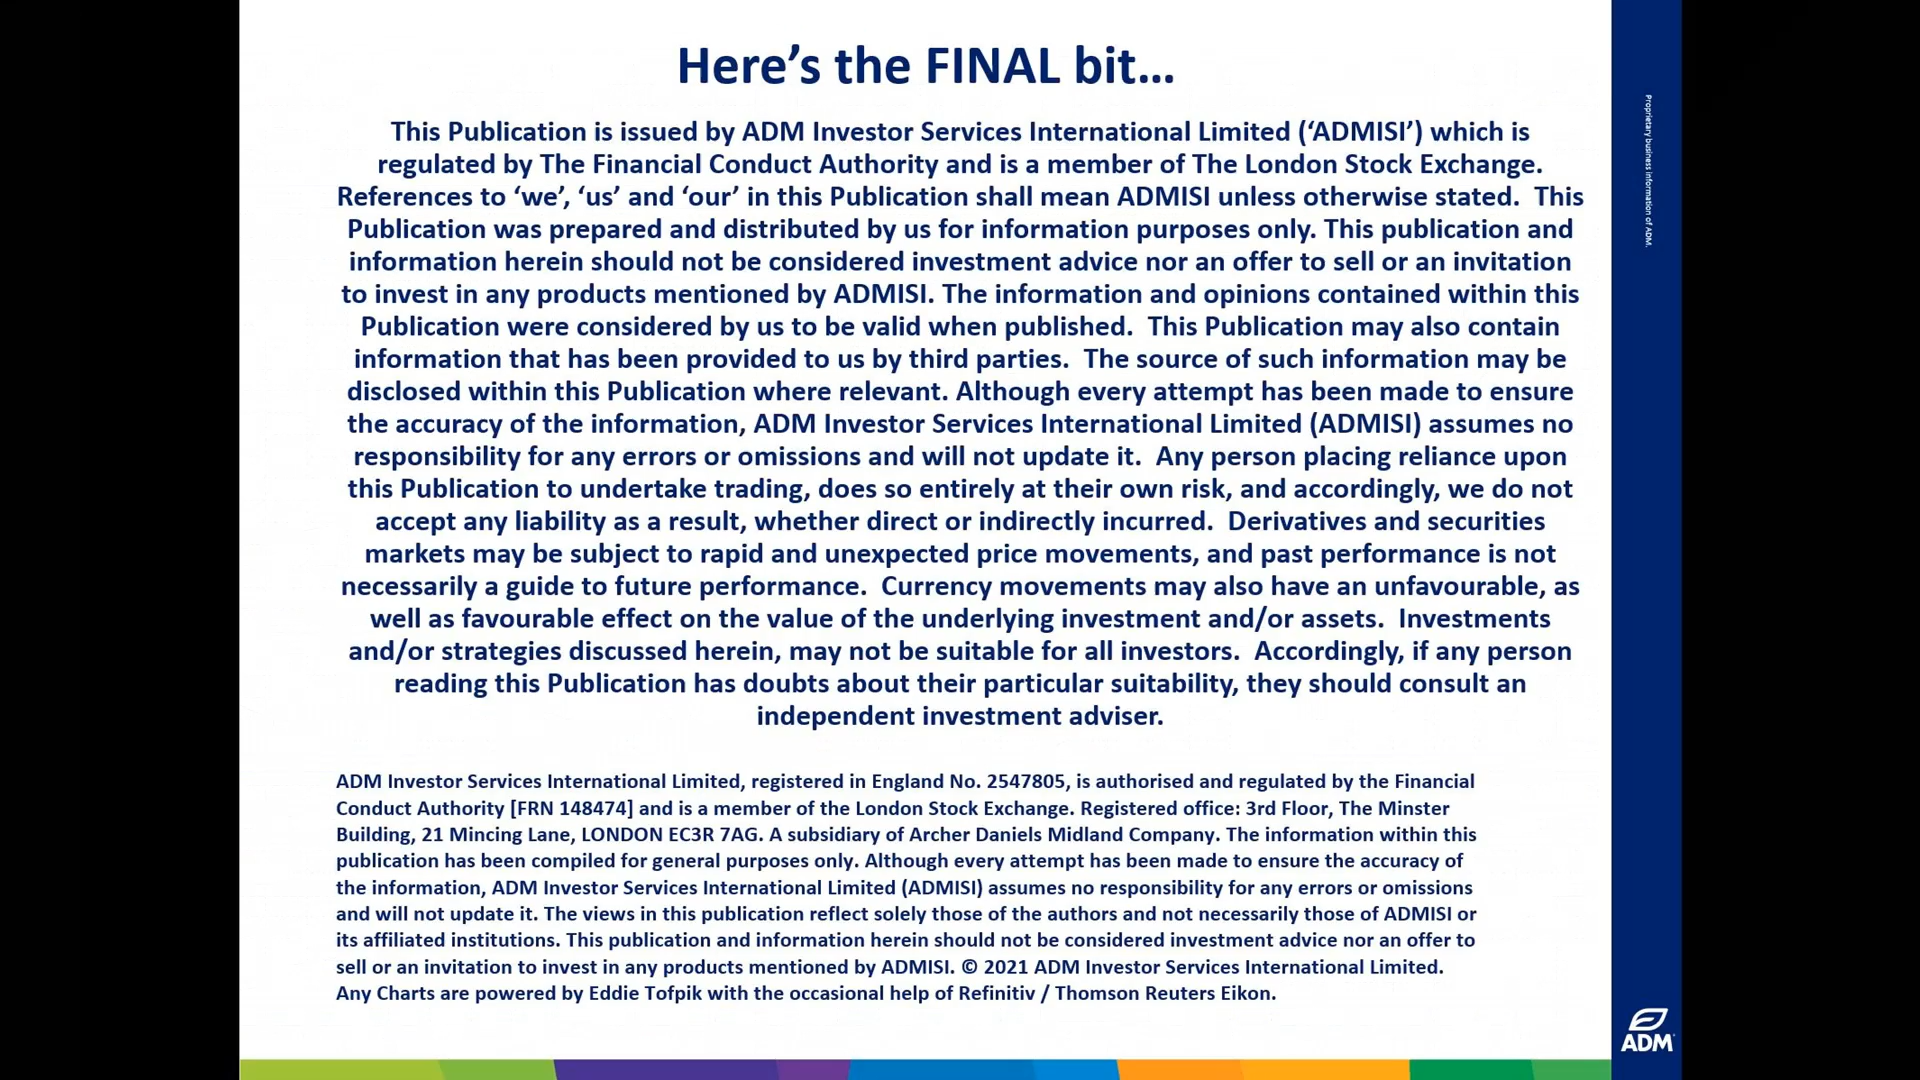 Here’s the FINAL bit...
This Publication is issued by ADM Investor Services International Limited (‘ADMISI’) which is
regulated by The Financial Conduct Authority and is a member of The London Stock Exchange.
References to ‘we’, ‘us’ and ‘our’ in this Publication shall mean ADMISI unless otherwise stated.  This
Publication was prepared and distributed by us for information purposes only. This publication and
information herein should not be considered investment advice nor an offer to sell or an invitation
to invest in any products mentioned by ADMISI. The information and opinions contained within this
Publication were considered by us to be valid when published.  This Publication may also contain
information that has been provided to us by third parties.  The source of such information may be
disclosed within this Publication where relevant. Although every attempt has been made to ensure
the accuracy of the information, ADM Investor Services International Limited (ADMISI) assumes no
responsibility for any errors or omissions and will not update it.  Any person placing reliance upon
this Publication to undertake trading, does so entirely at their own risk, and accordingly, we do not
accept any liability as a result, whether direct or indirectly incurred.  Derivatives and securities
markets may be subject to rapid and unexpected price movements, and past performance is not
necessarily a guide to future performance.  Currency movements may also have an unfavourable, as
well as favourable effect on the value of the underlying investment and/or assets.  Investments
and/or strategies discussed herein, may not be suitable for all investors.  Accordingly, if any person
reading this Publication has doubts about their particular suitability, they should consult an
independent investment adviser.
ADM Investor Services International Limited, registered in England No. 2547805, is authorised and regulated by the Financial
Conduct Authority [FRN 148474] and is a member of the London Stock Exchange. Registered office: 3rd Floor, The Minster
Building, 21 Mincing Lane, LONDON EC3R 7AG. A subsidiary of Archer Daniels Midland Company. The information within this
publication has been compiled for general purposes only. Although every attempt has been made to ensure the accuracy of
the information, ADM Investor Services International Limited (ADMISI) assumes no responsibility for any errors or omissions
and will not update it. The views in this publication reflect solely those of the authors and not necessarily those of ADMISI or
its affiliated institutions. This publication and information herein should not be considered investment advice nor an offer to
sell or an invitation to invest in any products mentioned by ADMISI. © 2021 ADM Investor Services International Limited.
Any Charts are powered by Eddie Tofpik with the occasional help of Refinitiv / Thomson Reuters Eikon.
Proprietary business information of ADM.
ADM